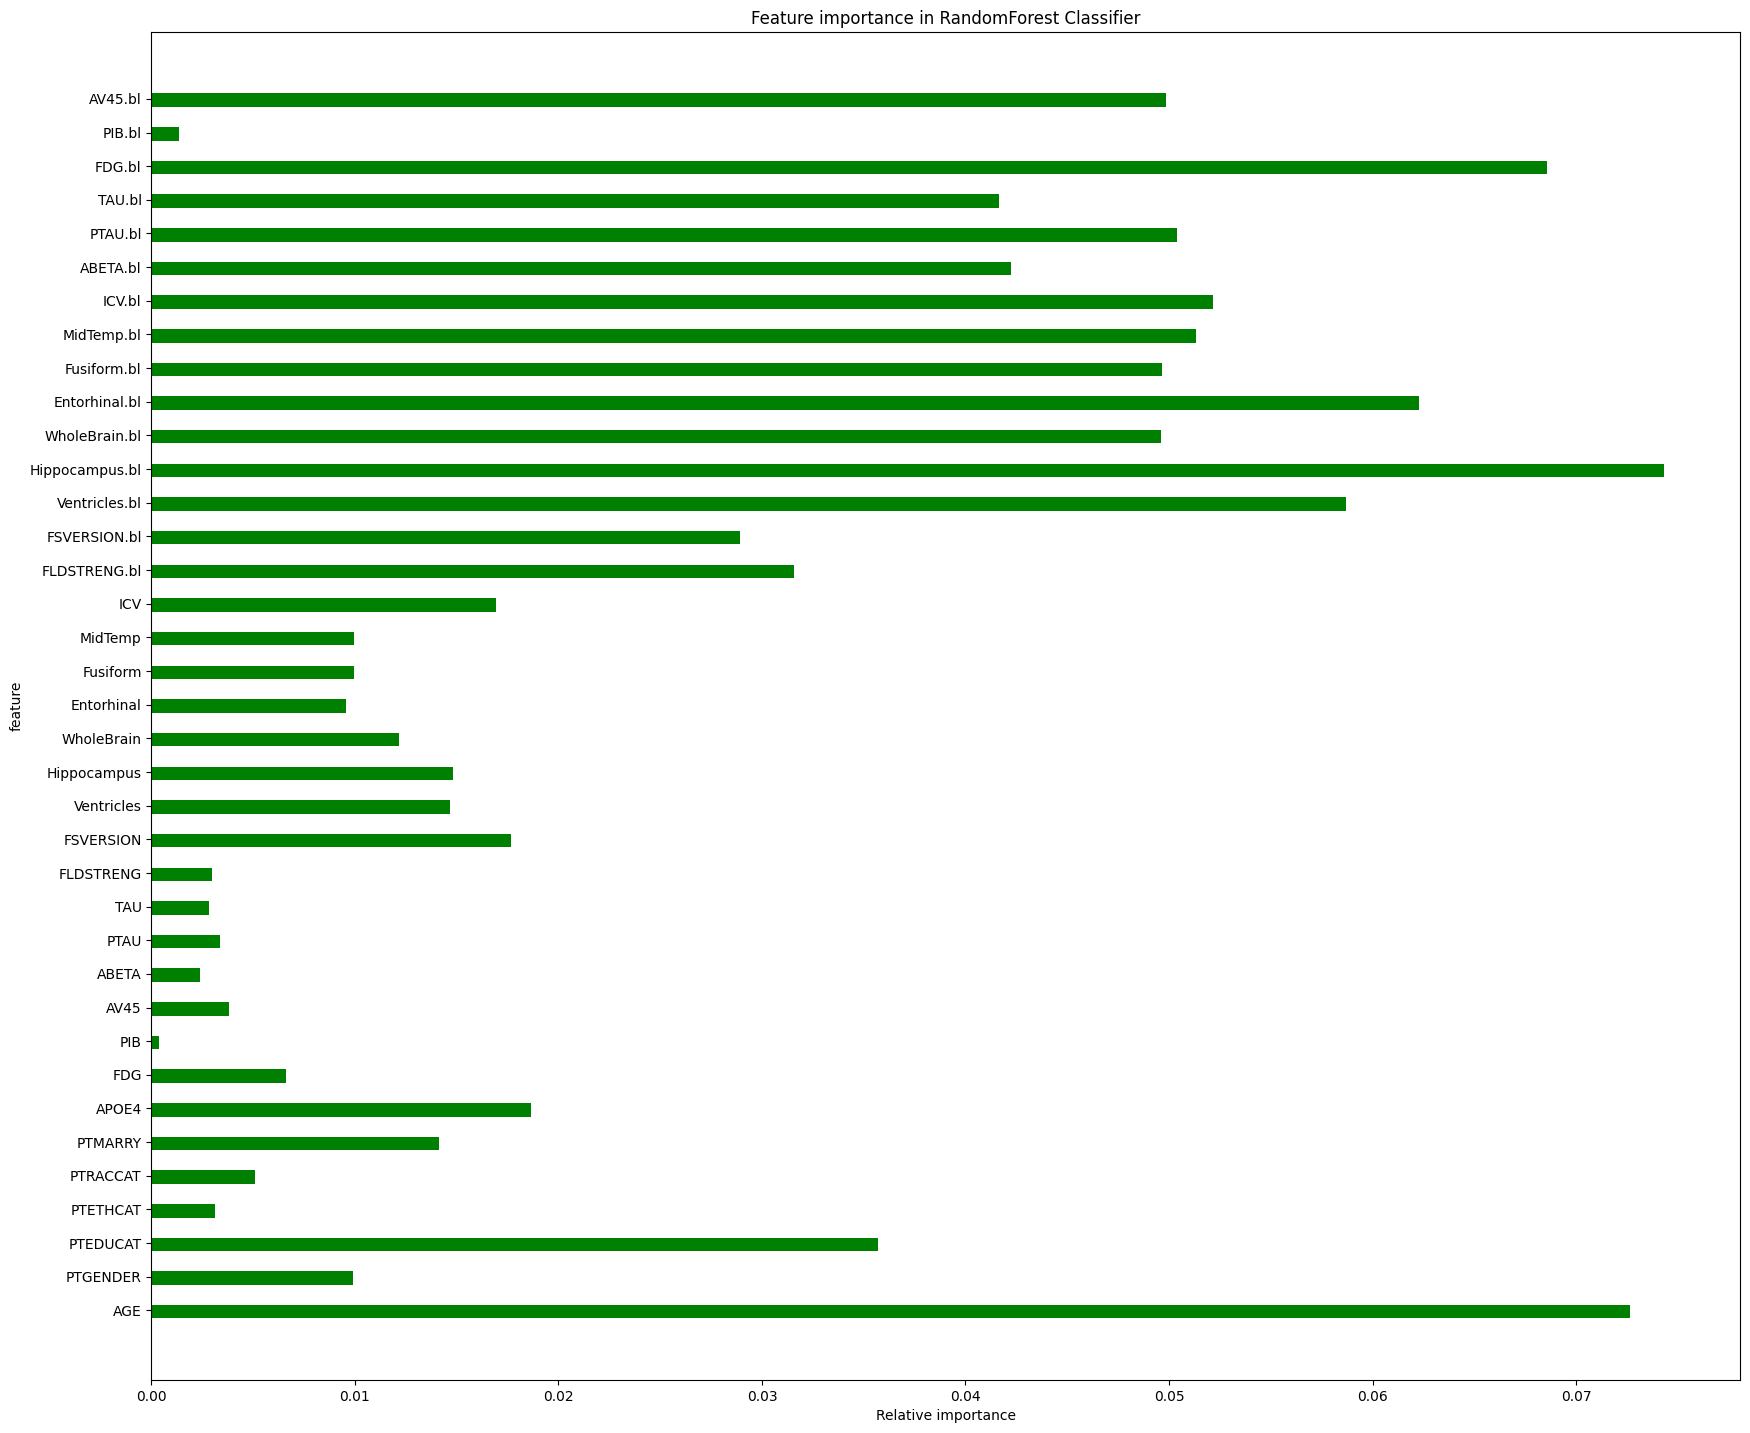 Feature importance in RandomForest Classifier
AV45.bl
PIB.bl
FDG.bl
TAU.bl
PTAU.bl
ABETA.bl
ICV.bl
MidTemp.bl
Fusiform.bl
Entorhinal.bl
WholeBrain.bl
Hippocampus.bl
Ventricles.bl
FSVERSION.bl
FLDSTRENG.bl
ICV
MidTemp
Fusiform
Entorhinal
WholeBrain
Hippocampus
Ventricles
FSVERSION
FLDSTRENG
TAU
PTAU
ABETA
AV45
PIB
FDG
APOE4
PTMARRY
PTRACCAT
PTETHCAT
PTEDUCAT
PTGENDER
AGE
feature
0.00 0.01 0.02 0.03 0.04 0.05 0.06 0.07
Relative importance